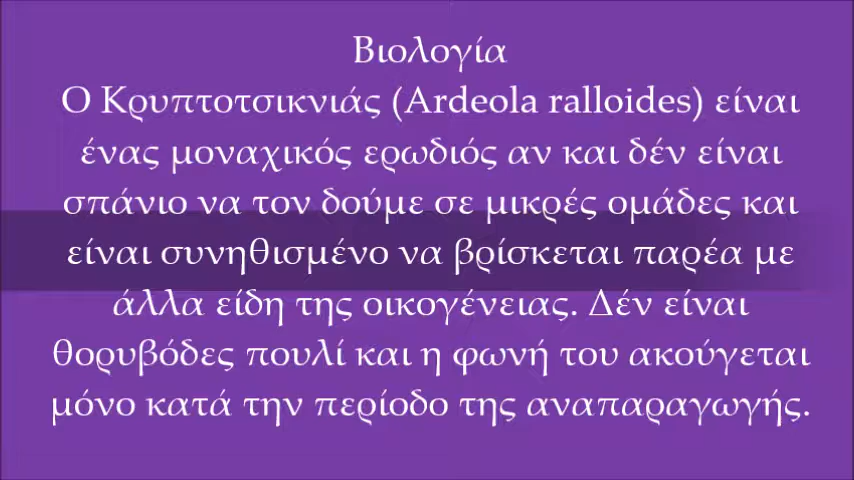 Βιολογία
Ο Κρυπτοτσικνιάς (Ardeola ralloides) είναι
ένας μοναχικός ερωδιός αν και δέν είναι
σπάνιο να τον δούμε σε μικρές ομάδες και
είναι συνηθισμένο να βρίσκεται παρέα με
άλλα είδη της οικογένειας. Δέν είναι
θορυβόδες πουλί και η φωνή του ακούγεται
μόνο κατά την περίοδο της αναπαραγωγής.